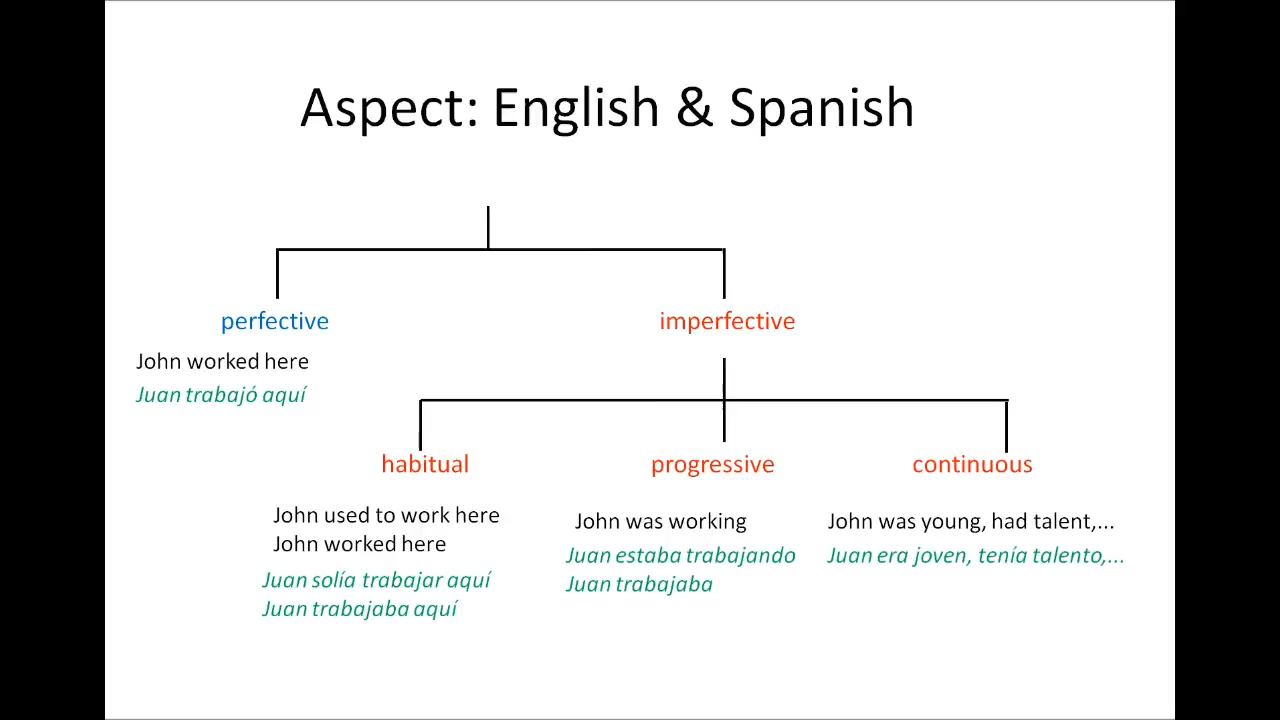 Aspect: English & Spanish
perfective
John worked here
Juan trabajó aquí
imperfective
habitual
John used to work here
John worked here
Juan solía trabajar aquí
Juan trabajaba aquí
progressive
John was working
Juan estaba trabajando
Juan trabajaba
continuous
John was young, had talent,...
Juan era joven, tenía talento,...